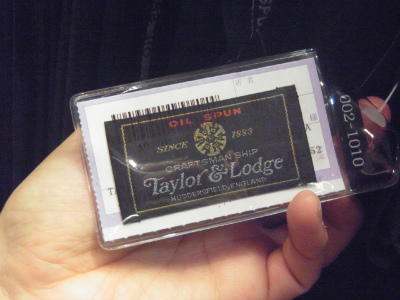 OIL SPUN
SINCE 1883
CRAFTSMAN SHIP
Taylor & Lodge
HUDDERSFIELD, ENGLAND
002-1010